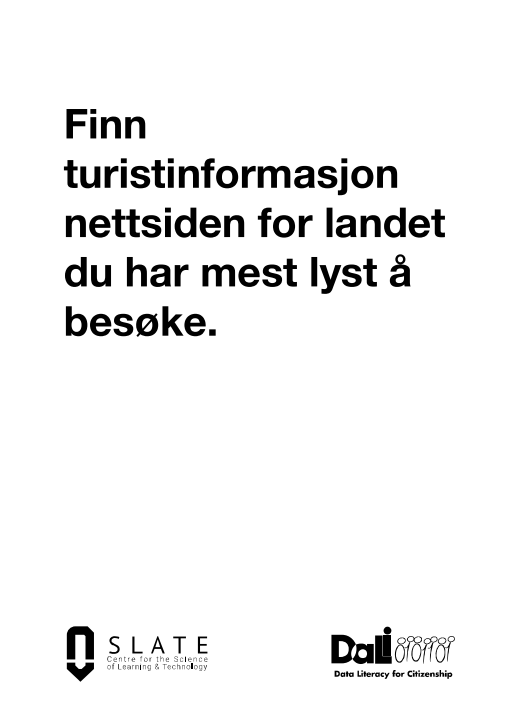 Finn
turistinformasjon
nettsiden for landet
du har mest lyst å
besøke.
SLATE
Centre for the Science
of Learning & Technology
DaLi
Data Literacy for Citizenship